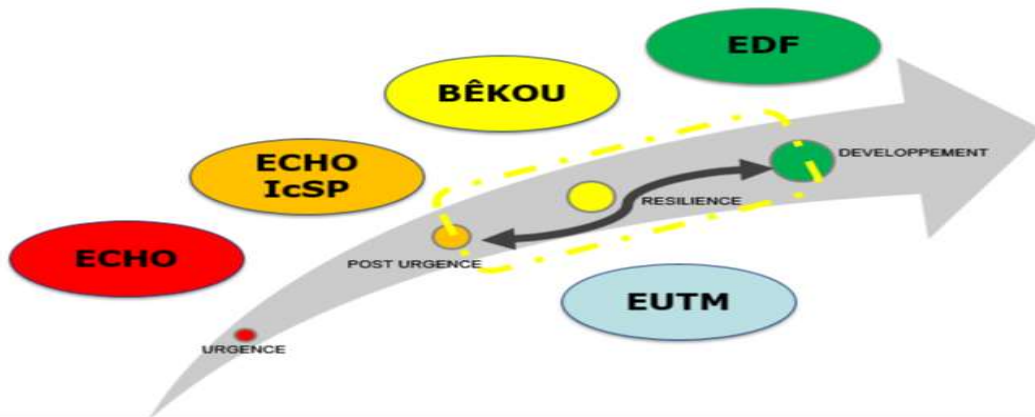 EDF
BÊKOU
ECHO
IcSP
ECHO
DEVELOPPEMENT
RESILIENCE
POST URGENCE
EUTM
URGENCE